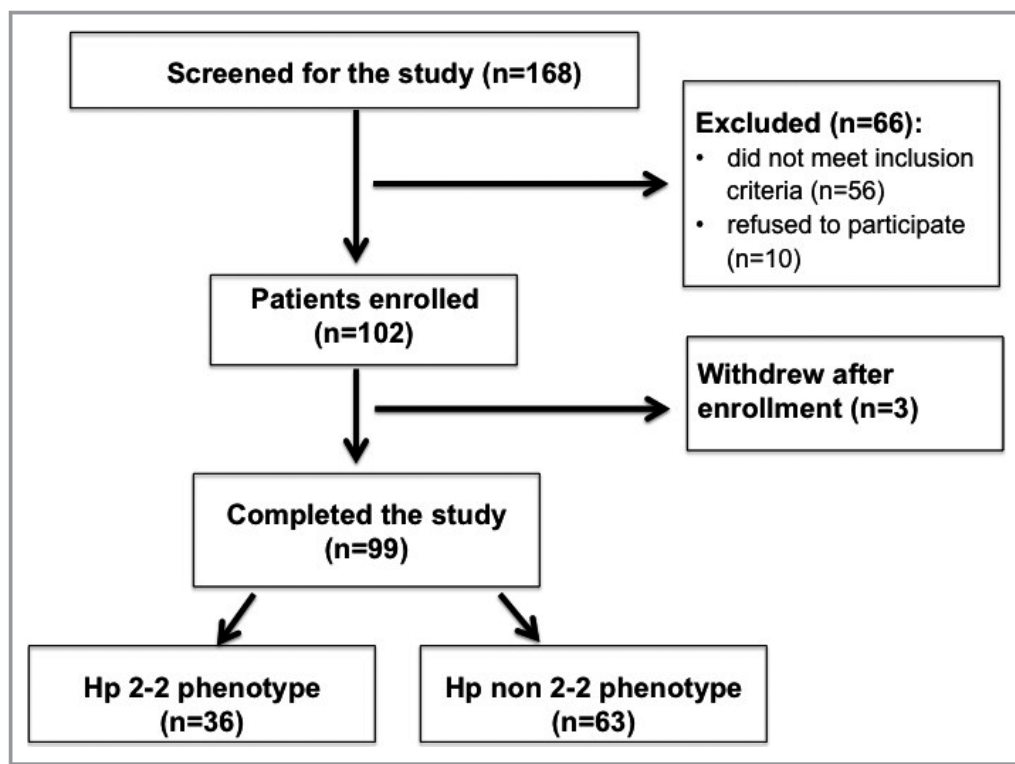 Screened for the study (n=168)
Excluded (n=66):
• did not meet inclusion
criteria (n=56)
• refused to participate
(n=10)
Patients enrolled
(n=102)
Withdrew after
enrollment (n=3)
Completed the study
(n=99)
Hp 2-2 phenotype
(n=36)
Hp non 2-2 phenotype
(n=63)